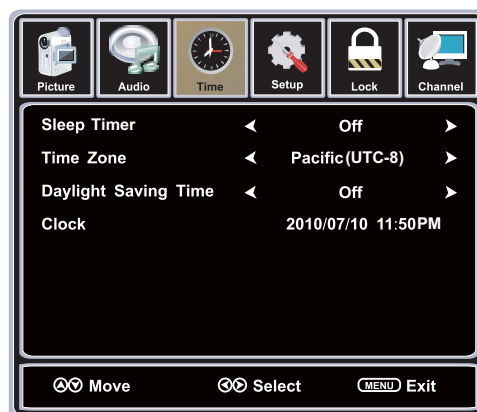 Picture Audio Time Setup Lock Channel
Sleep Timer Off
Time Zone Pacific (UTC-8)
Daylight Saving Time Off
Clock 2010/07/10 11:50PM
Move Select MENU Exit